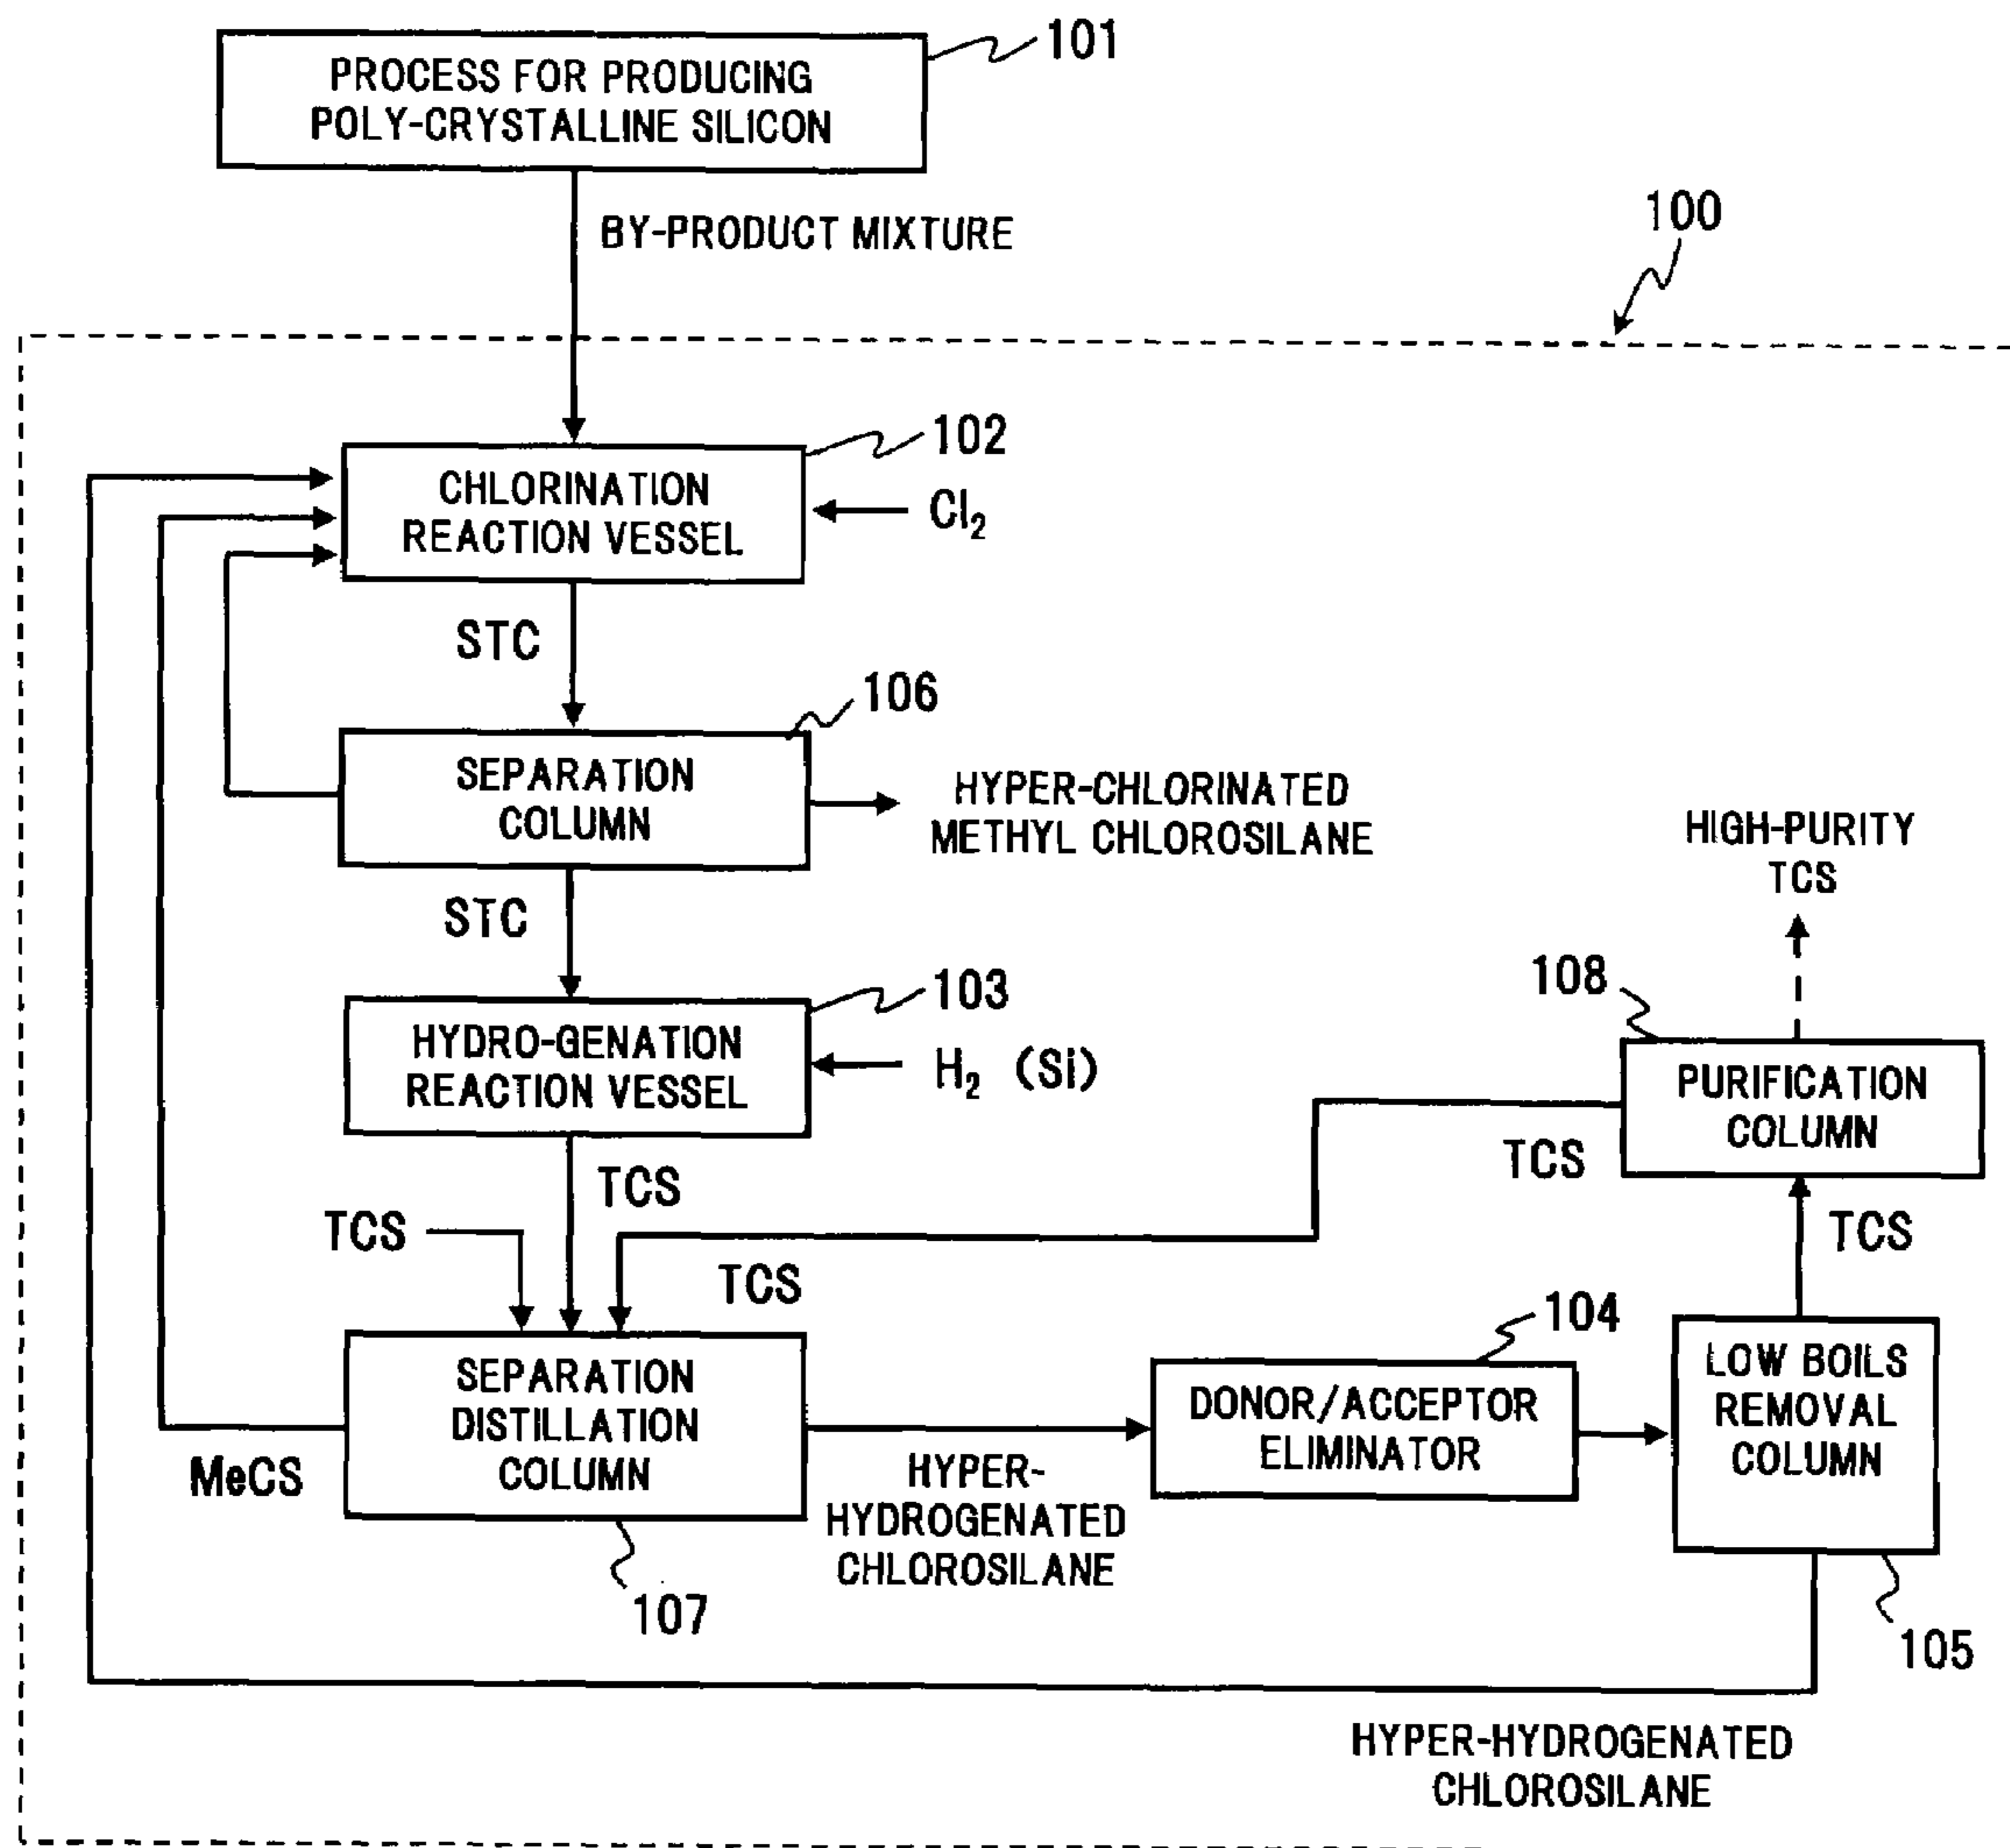 101
PROCESS FOR PRODUCING
POLY-CRYSTALLINE SILICON
BY-PRODUCT MIXTURE
100
102
CHLORINATION
REACTION VESSEL
Cl₂
STC
106
SEPARATION
COLUMN
HYPER-CHLORINATED
METHYL CHLOROSILANE
STC
HIGH-PURITY
TCS
103
HYDRO-GENATION
REACTION VESSEL
H₂ (Si)
108
PURIFICATION
COLUMN
TCS
TCS
TCS
TCS
TCS
SEPARATION
DISTILLATION
COLUMN
MeCS
107
HYPER-
HYDROGENATED
CHLOROSILANE
104
DONOR/ACCEPTOR
ELIMINATOR
LOW BOILS
REMOVAL
COLUMN
105
HYPER-HYDROGENATED
CHLOROSILANE